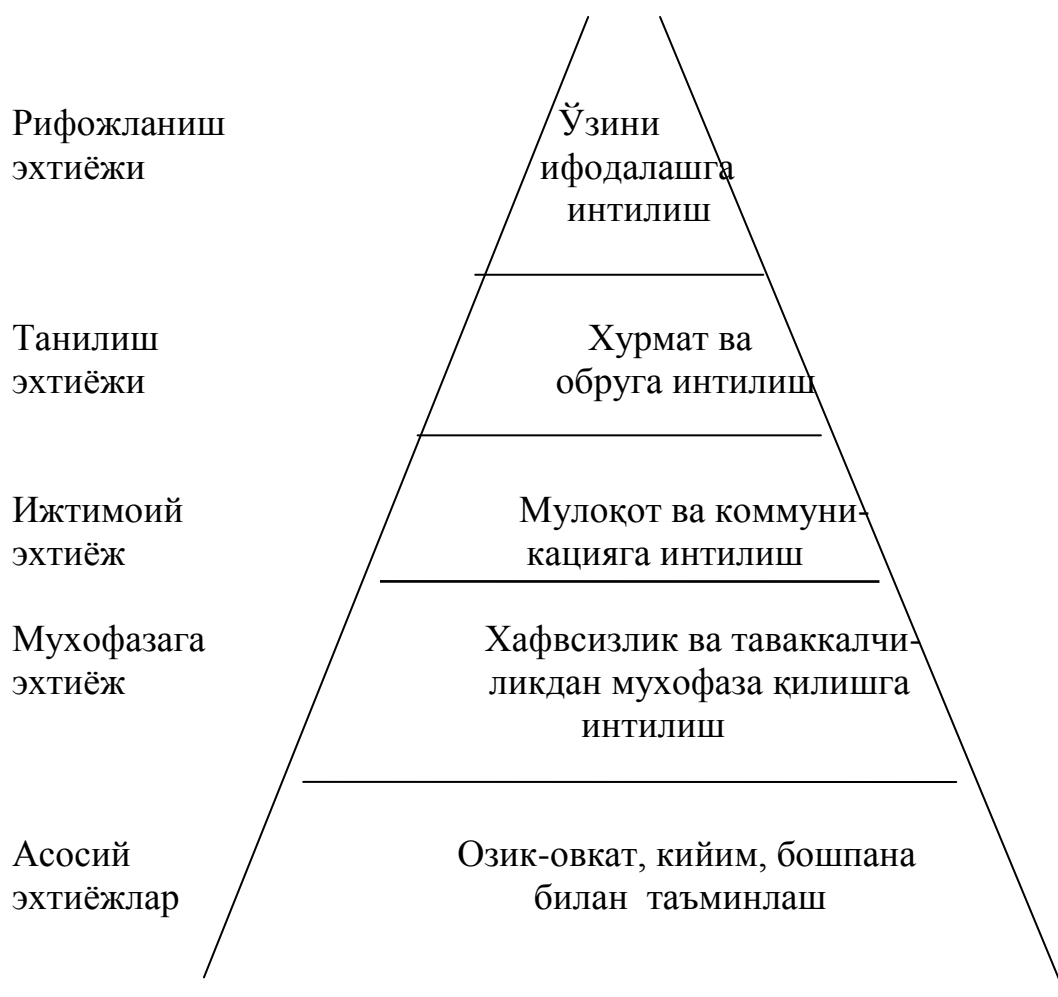 Рифожланиш
эхтиёжи
Ўзини
ифодалашга
интилиш
Танилиш
эхтиёжи
Хурмат ва
обруга интилиш
Ижтимоий
эхтиёж
Мулоқот ва коммуни-
кацияга интилиш
Мухофазага
эхтиёж
Хафвсизлик ва таваккалчи-
ликдан мухофаза қилишга
интилиш
Асосий
эхтиёжлар
Озик-овкат, кийим, бошпана
билан таъминлаш